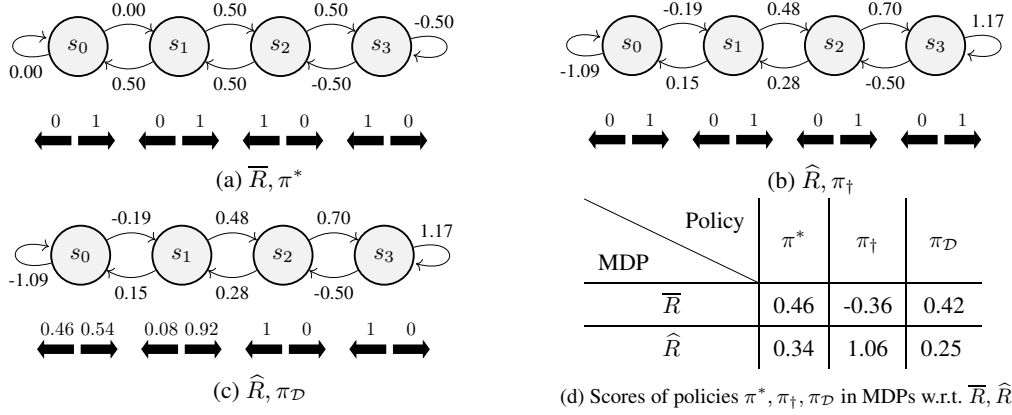 0.00 0.50 0.50 -0.50
s₀ s₁ s₂ s₃
0.00 0.50 0.50 -0.50
0 1 0 1 1 0 1 0
(a) R̅, π*
-0.19 0.48 0.70 1.17
s₀ s₁ s₂ s₃
-1.09 0.15 0.28 -0.50
0 1 0 1 0 1 0 1
(b) R̂, π†
-0.19 0.48 0.70 1.17
s₀ s₁ s₂ s₃
-1.09 0.15 0.28 -0.50
0.46 0.54 0.08 0.92 1 0 1 0
(c) R̂, π_𝒟
Policy
MDP
π* π† π_𝒟
R̅ 0.46 -0.36 0.42
R̂ 0.34 1.06 0.25
(d) Scores of policies π*, π†, π_𝒟 in MDPs w.r.t. R̅, R̂